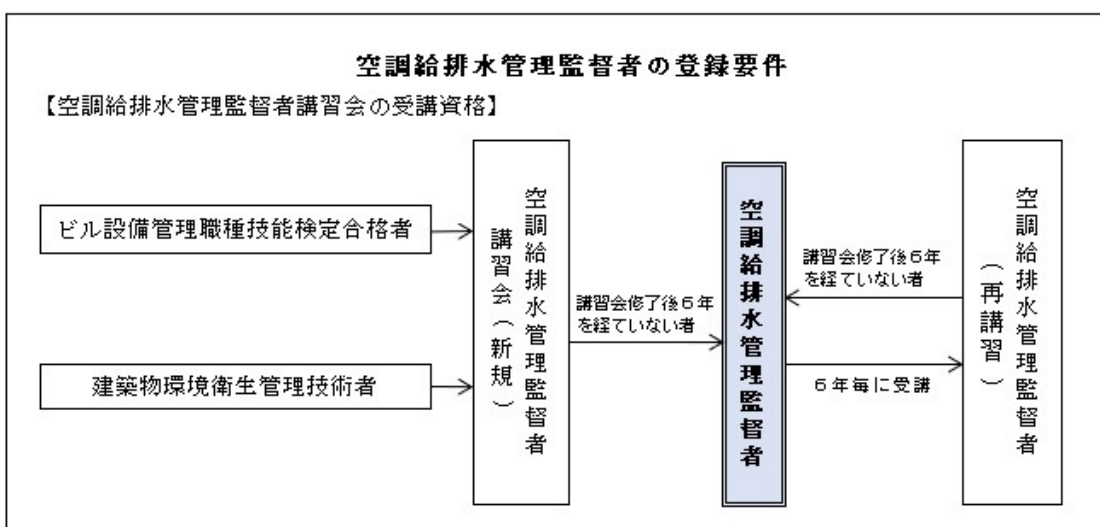 空調給排水管理監督者の登録要件
【空調給排水管理監督者講習会の受講資格】
ビル設備管理職種技能検定合格者
建築物環境衛生管理技術者
空調給排水管理監督者
講習会（新規）
講習会修了後６年
を経ていない者
空調給排水管理監督者
講習会修了後６年
を経ていない者
６年毎に受講
空調給排水管理監督者
（再講習）